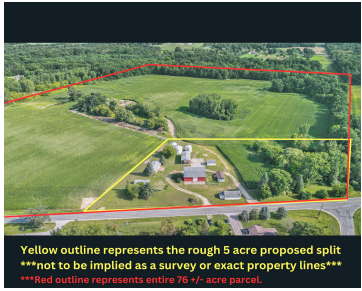 Yellow outline represents the rough 5 acre proposed split
***not to be implied as a survey or exact property lines***
***Red outline represents entire 76 +/- acre parcel.